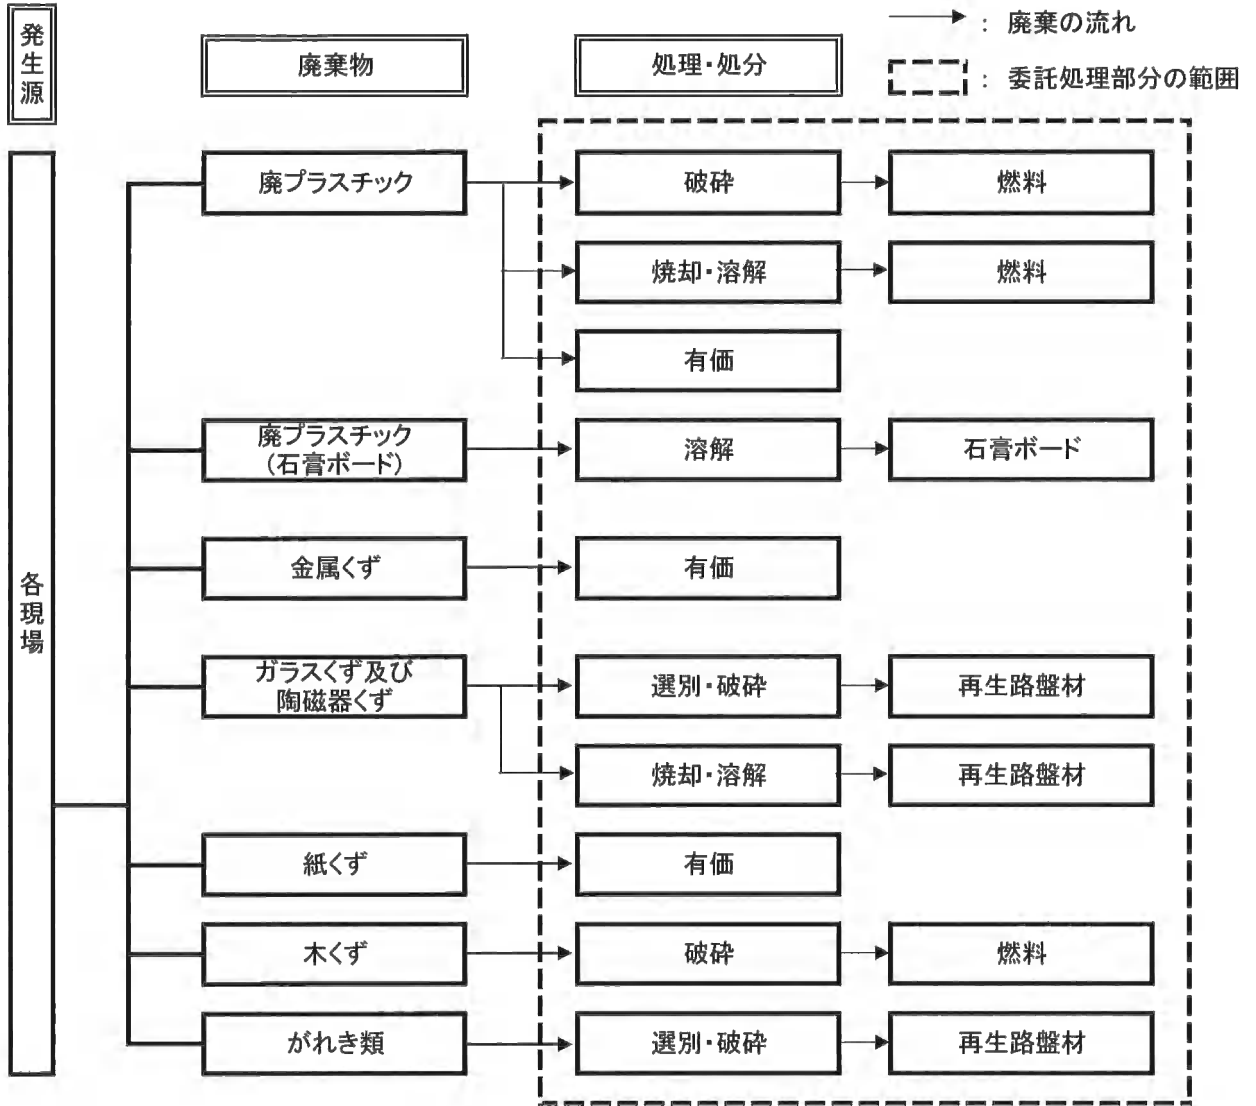 発生源
廃棄物
処理・処分
: 廃棄の流れ
: 委託処理部分の範囲
各現場
廃プラスチック
破砕
燃料
焼却・溶解
燃料
有価
廃プラスチック
(石膏ボード)
溶解
石膏ボード
金属くず
有価
ガラスくず及び
陶磁器くず
選別・破砕
再生路盤材
焼却・溶解
再生路盤材
紙くず
有価
木くず
破砕
燃料
がれき類
選別・破砕
再生路盤材